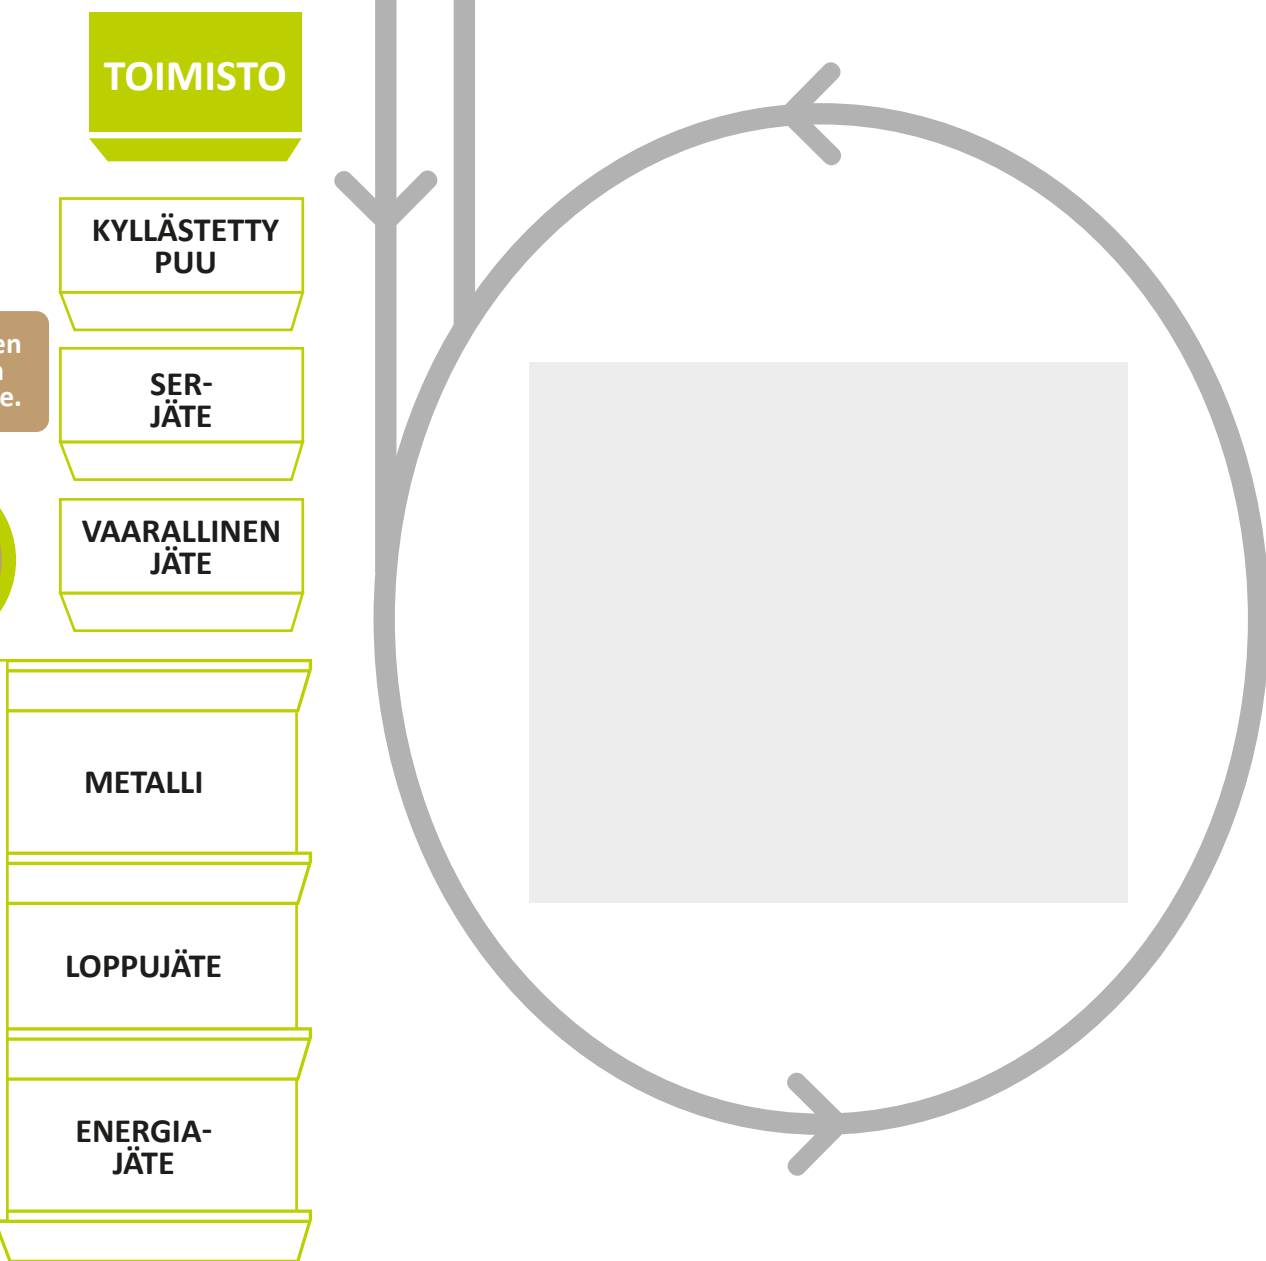 TOIMISTO
KYLLÄSTETTY
PUU
SER-
JÄTE
VAARALLINEN
JÄTE
METALLI
LOPPUJÄTE
ENERGIA-
JÄTE